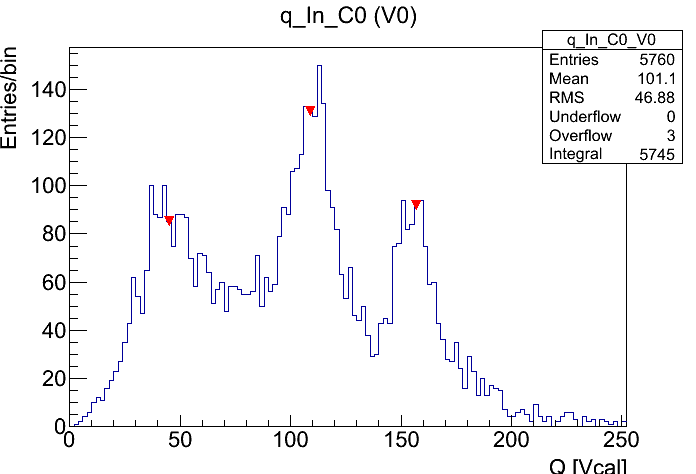 q_In_C0 (V0)
q_In_C0_V0
Entries 5760
Mean 101.1
RMS 46.88
Underflow 0
Overflow 3
Integral 5745
Entries/bin
140
120
100
80
60
40
20
0
0 50 100 150 200 250
Q [Vcal]